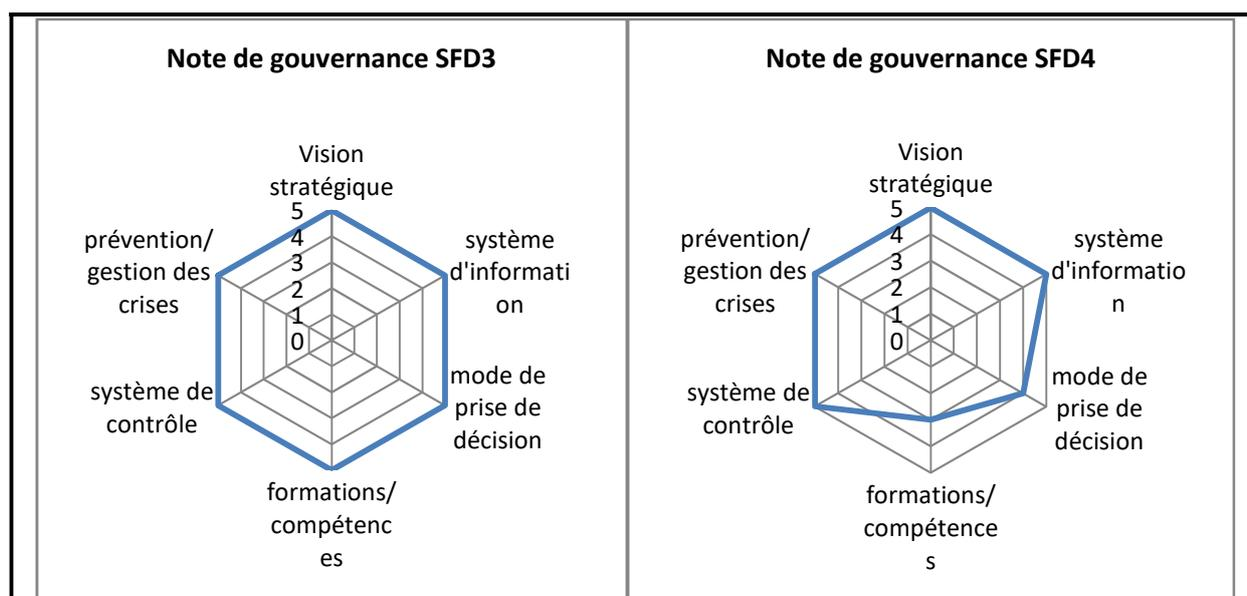 Note de gouvernance SFD3
Vision
stratégique
5
4
3
2
1
0
système
d'informati
on
mode de
prise de
décision
formations/
compétenc
es
système de
contrôle
prévention/
gestion des
crises
Note de gouvernance SFD4
Vision
stratégique
5
4
3
2
1
0
système
d'informatio
n
mode de
prise de
décision
formations/
compétence
s
système de
contrôle
prévention/
gestion des
crises